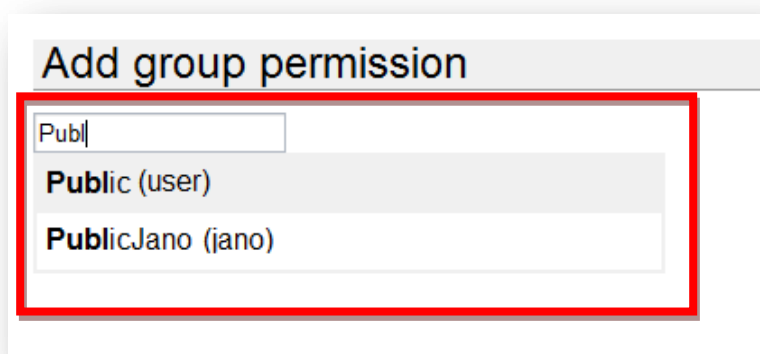 Add group permission
Publ
Public (user)
PublicJano (jano)